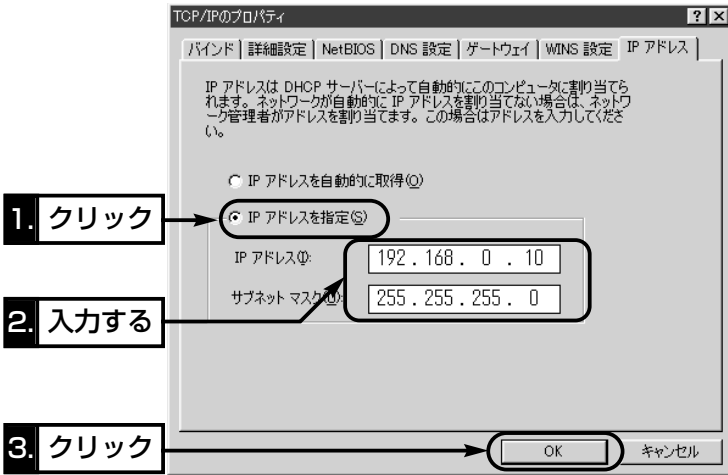 TCP/IPのプロパティ ? ×
バインド 詳細設定 NetBIOS DNS 設定 ゲートウェイ WINS 設定 IP アドレス
IP アドレスは DHCP サーバーによって自動的にこのコンピュータに割り当てら
れます。ネットワークが自動的に IP アドレスを割り当てない場合は、ネットワ
ーク管理者がアドレスを割り当てます。この場合はアドレスを入力してくださ
い。
IP アドレスを自動的に取得(O)
1. クリック
IP アドレスを指定(S)
IP アドレス(I):
192.168. 0 . 10
2. 入力する
サブネット マスク(U):
255.255.255. 0
3. クリック
OK
キャンセル